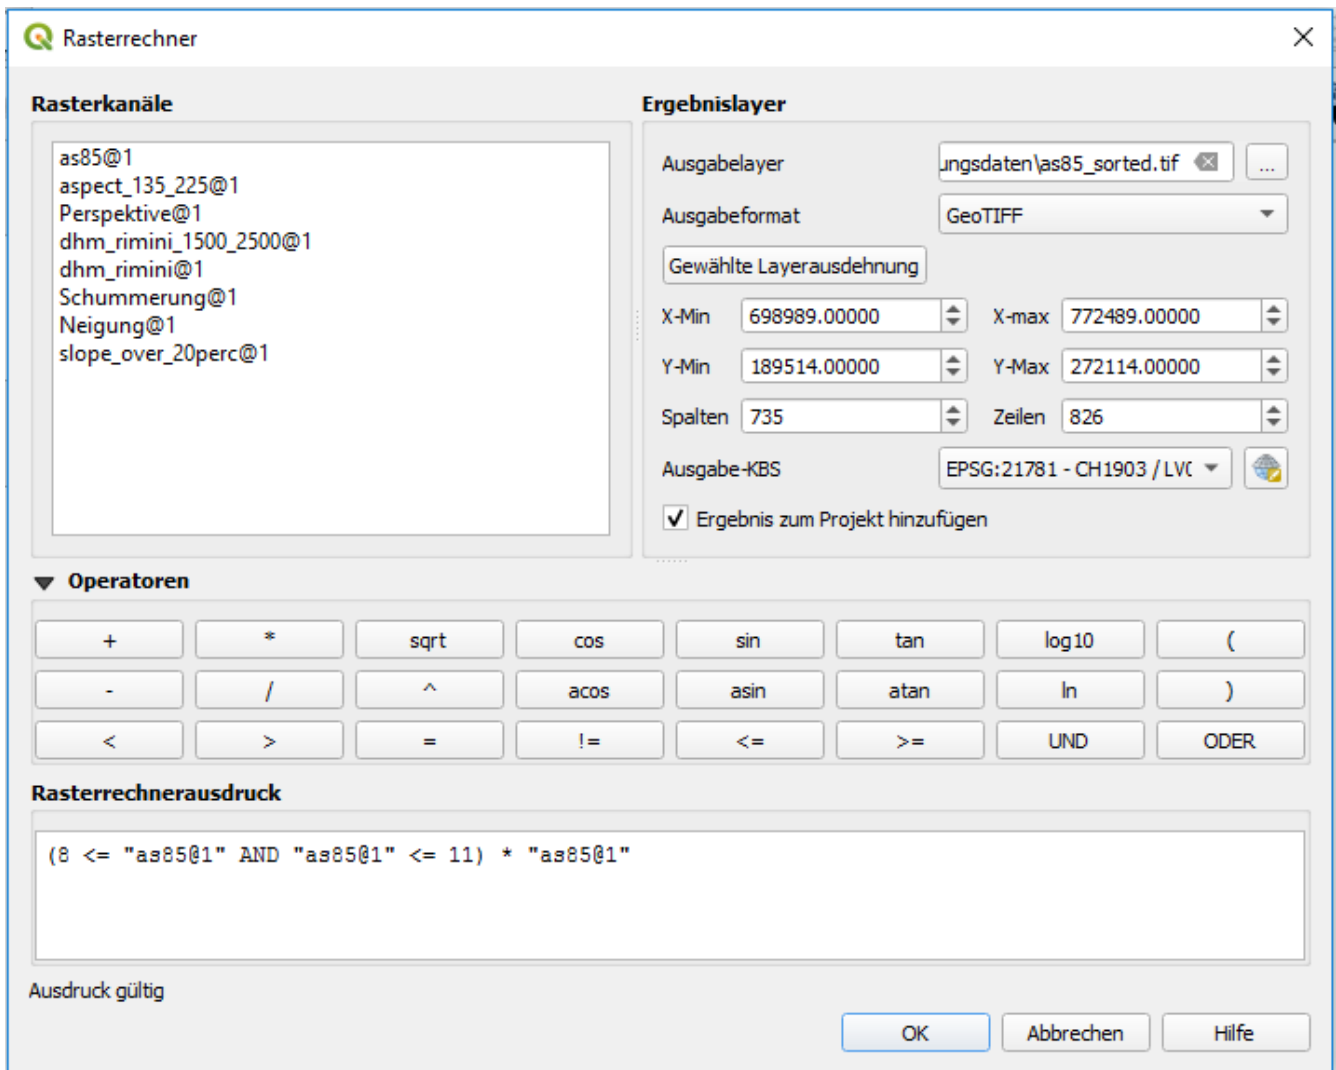 Rasterrechner
Rasterkanäle
as85@1
aspect_135_225@1
Perspektive@1
dhm_rimini_1500_2500@1
dhm_rimini@1
Schummerung@1
Neigung@1
slope_over_20perc@1
Ergebnislayer
Ausgabelayer ungsdaten\as85_sorted.tif ...
Ausgabeformat GeoTIFF
Gewählte Layerausdehnung
X-Min 698989.00000 X-max 772489.00000
Y-Min 189514.00000 Y-Max 272114.00000
Spalten 735 Zeilen 826
Ausgabe-KBS EPSG:21781 - CH1903 / LV
Ergebnis zum Projekt hinzufügen
Operatoren
+ * sqrt cos sin tan log10 (
- / ^ acos asin atan ln )
< > = != <= >= UND ODER
Rasterrechnerausdruck
(8 <= "as85@1" AND "as85@1" <= 11) * "as85@1"
Ausdruck gültig
OK Abbrechen Hilfe